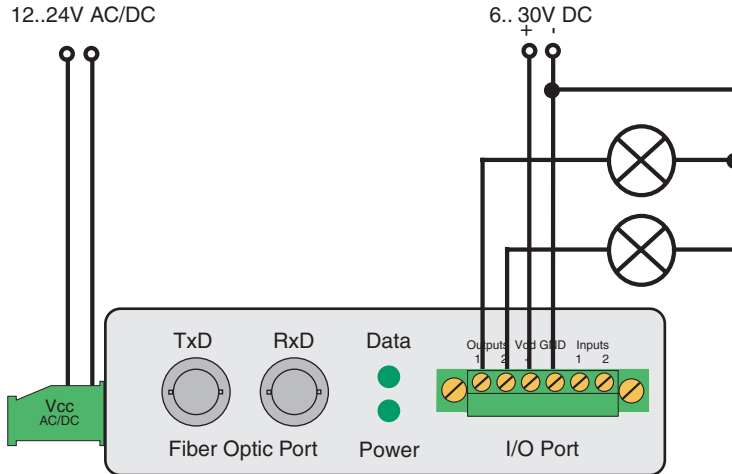 12..24V AC/DC
6.. 30V DC
+ -
TxD RxD Data
Outputs Vdd GND Inputs
1 2 - 1 2
Vcc
AC/DC
Fiber Optic Port Power I/O Port